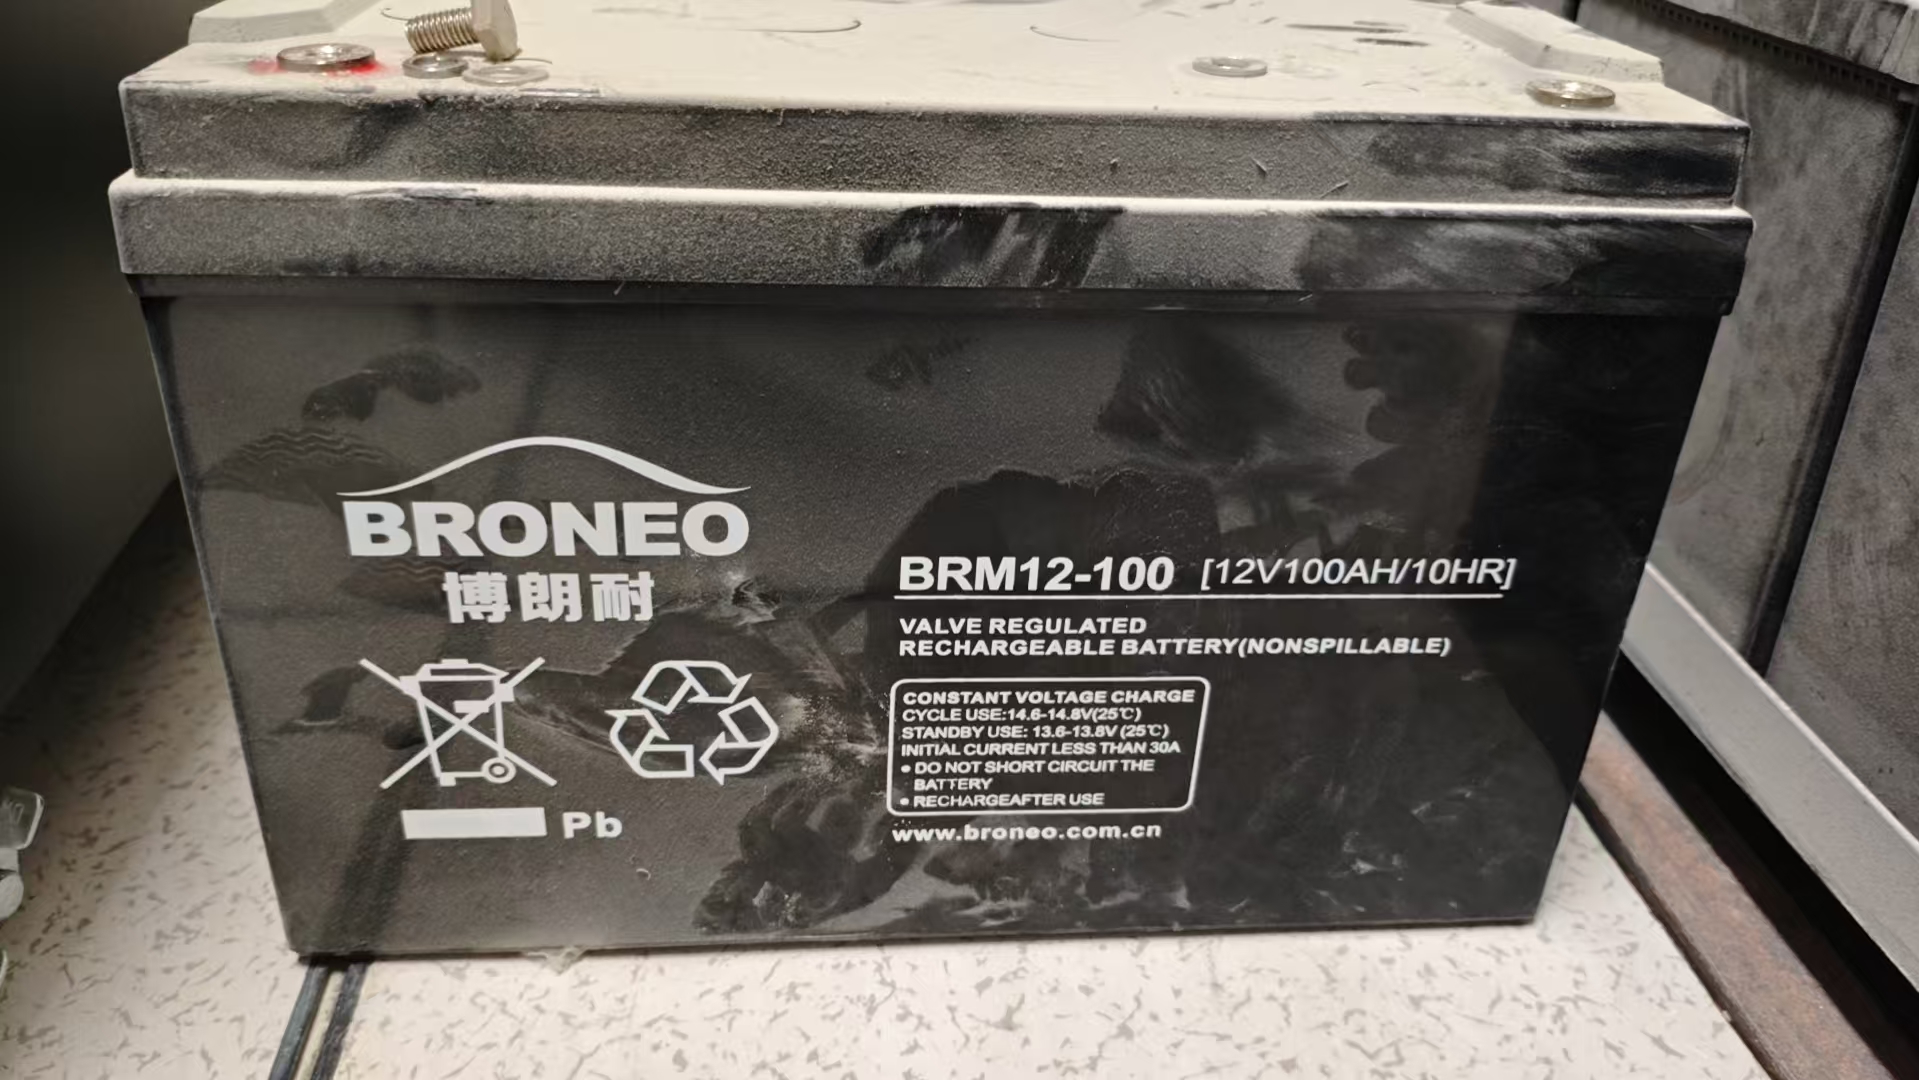 BRONEO
博朗耐
Pb
BRM12-100 [12V100AH/10HR]
VALVE REGULATED
RECHARGEABLE BATTERY(NONSPILLABLE)
CONSTANT VOLTAGE CHARGE
CYCLE USE:14.6-14.8V(25℃)
STANDBY USE: 13.6-13.8V (25℃)
INITIAL CURRENT LESS THAN 30A
• DO NOT SHORT CIRCUIT THE
BATTERY
• RECHARGEAFTER USE
www.broneo.com.cn